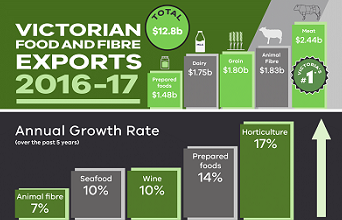 VICTORIAN
FOOD AND FIBRE
EXPORTS
2016-17
TOTAL
$12.8b
Prepared
foods
$1.48b
Dairy
$1.75b
Grain
$1.80b
Animal
Fibre
$1.83b
Meat
$2.44b
VICTORIA'S
#1
Annual Growth Rate
(over the past 5 years)
Animal fibre
7%
Seafood
10%
Wine
10%
Prepared
foods
14%
Horticulture
17%